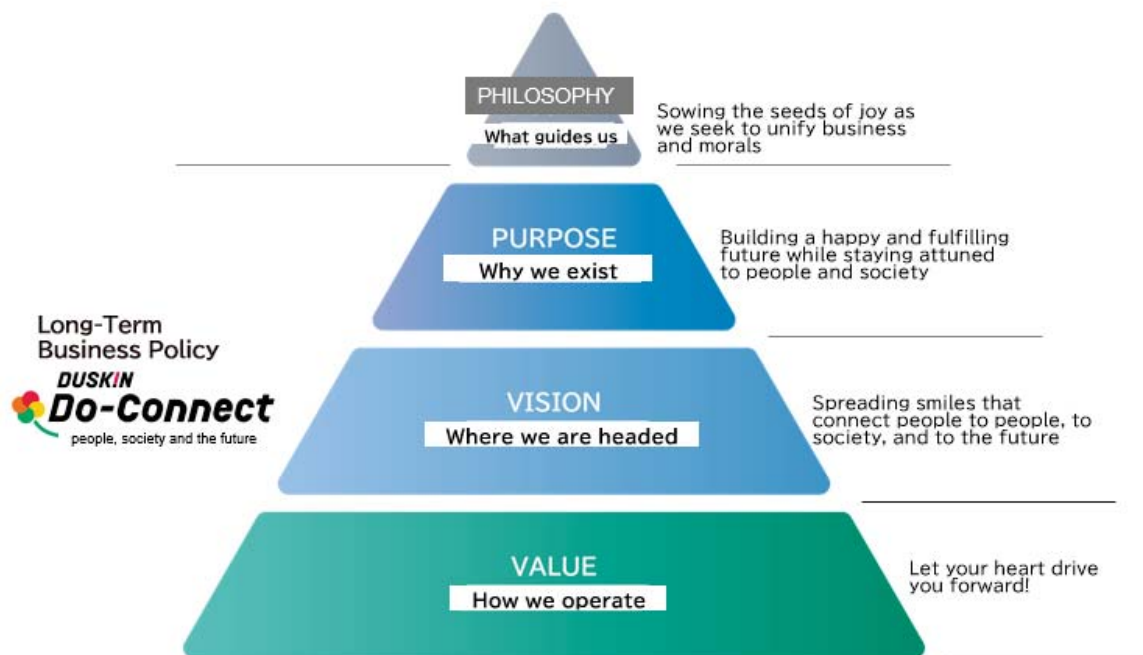 PHILOSOPHY
What guides us
Sowing the seeds of joy as
we seek to unify business
and morals
PURPOSE
Why we exist
Building a happy and fulfilling
future while staying attuned
to people and society
Long-Term
Business Policy
DUSKIN
Do-Connect
people, society and the future
VISION
Where we are headed
Spreading smiles that
connect people to people, to
society, and to the future
VALUE
How we operate
Let your heart drive
you forward!